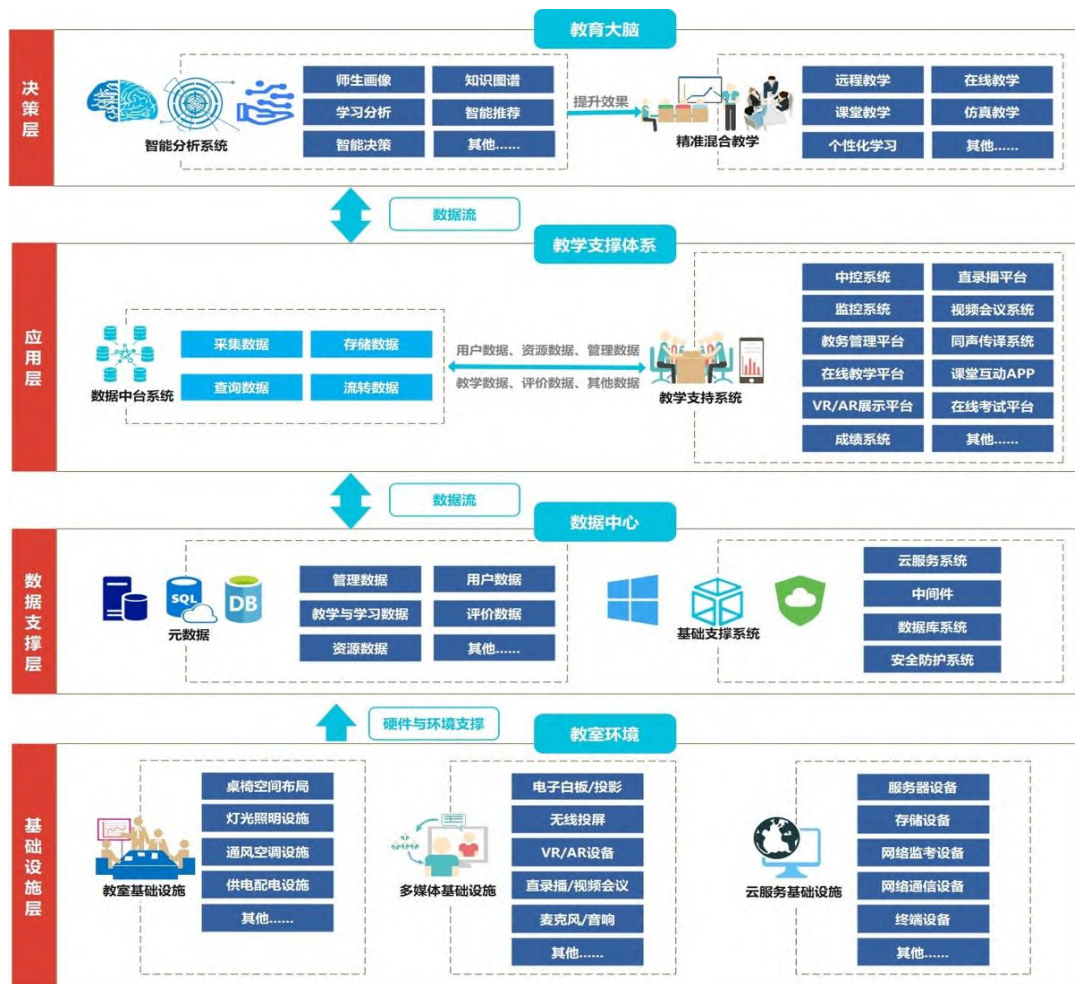 教育大脑
决策层
智能分析系统
师生画像
知识图谱
学习分析
智能推荐
智能决策
其他......
提升效果
精准混合教学
远程教学
在线教学
课堂教学
仿真教学
个性化学习
其他......
数据流
教学支撑体系
应用层
数据中台系统
采集数据
存储数据
查询数据
流转数据
用户数据、资源数据、管理数据
教学数据、评价数据、其他数据
教学支持系统
中控系统
直录播平台
监控系统
视频会议系统
教务管理平台
同声传译系统
在线教学平台
课堂互动APP
VR/AR展示平台
在线考试平台
成绩系统
其他......
数据流
数据中心
数据支撑层
SQL
DB
元数据
管理数据
用户数据
教学与学习数据
评价数据
资源数据
其他......
基础支撑系统
云服务系统
中间件
数据库系统
安全防护系统
硬件与环境支撑
教室环境
基础设施层
教室基础设施
桌椅空间布局
灯光照明设施
通风空调设施
供电配电设施
其他......
多媒体基础设施
电子白板/投影
无线投屏
VR/AR设备
直录播/视频会议
麦克风/音响
其他......
云服务基础设施
服务器设备
存储设备
网络监考设备
网络通信设备
终端设备
其他......